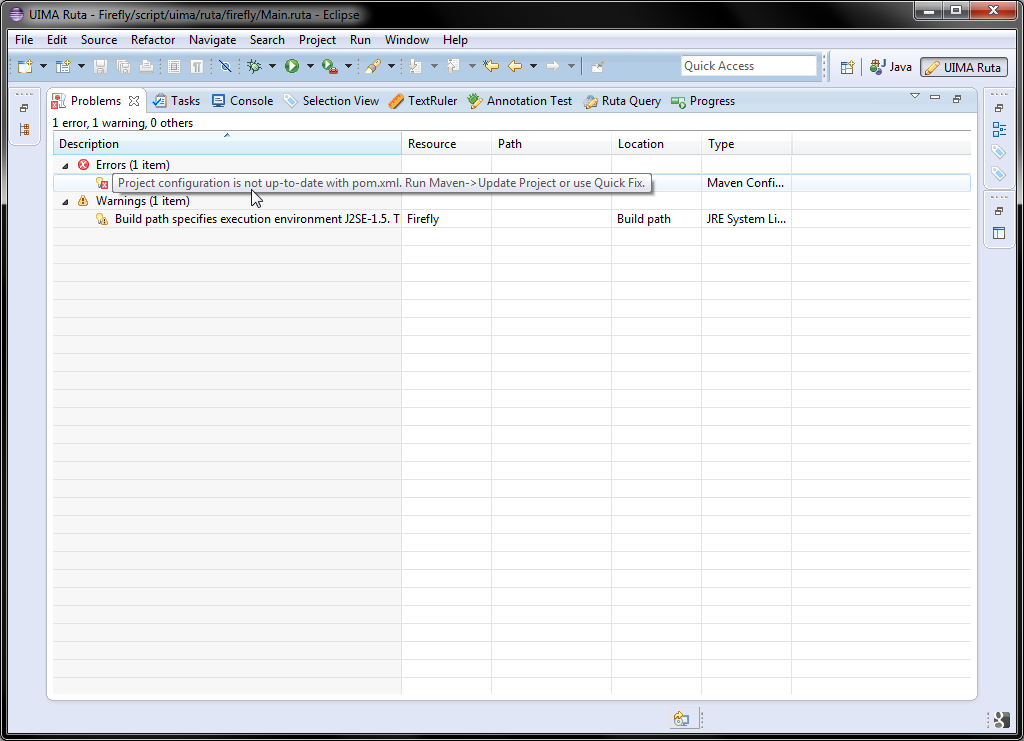 UIMA Ruta - Firefly/script/uima/ruta/firefly/Main.ruta - Eclipse
File Edit Source Refactor Navigate Search Project Run Window Help
Quick Access Java UIMA Ruta
Problems Tasks Console Selection View TextRuler Annotation Test Ruta Query Progress
1 error, 1 warning, 0 others
Description Resource Path Location Type
Errors (1 item)
Project configuration is not up-to-date with pom.xml. Run Maven->Update Project or use Quick Fix. Maven Confi...
Warnings (1 item)
Build path specifies execution environment J2SE-1.5. T Firefly Build path JRE System Li...